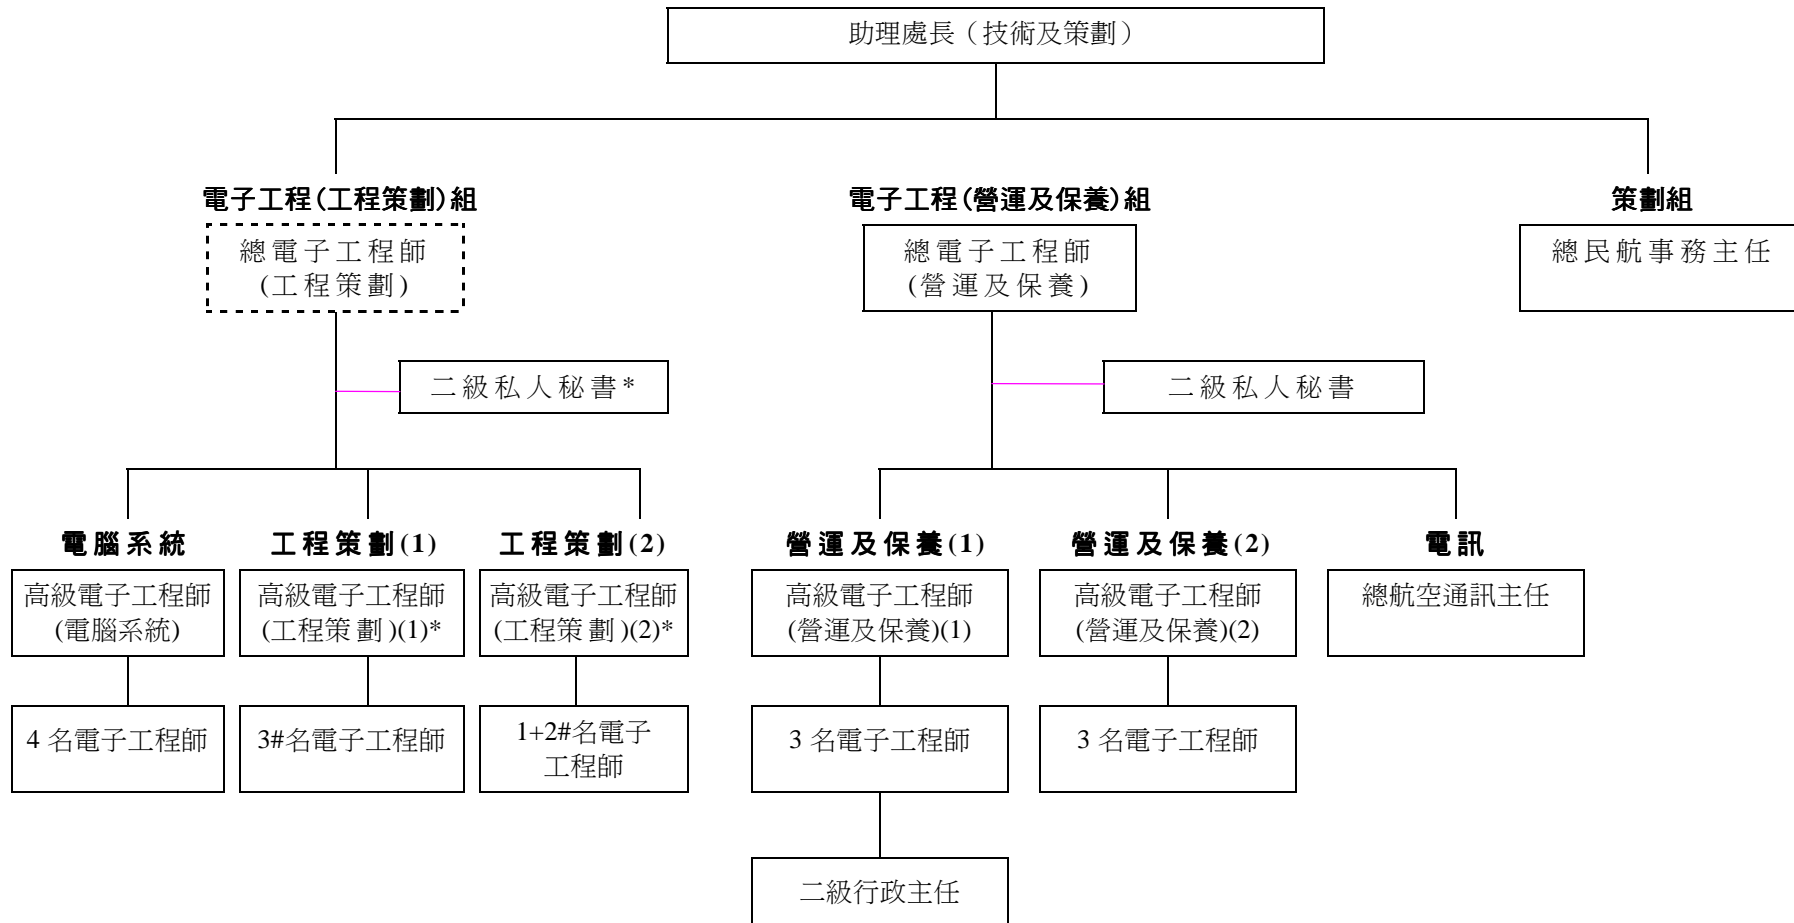 助理處長（技術及策劃）
電子工程(工程策劃)組
電子工程(營運及保養)組
策劃組
總電子工程師
(工程策劃)
總電子工程師
(營運及保養)
總民航事務主任
二級私人秘書*
二級私人秘書
電腦系統
工程策劃(1)
工程策劃(2)
營運及保養(1)
營運及保養(2)
電訊
高級電子工程師
(電腦系統)
高級電子工程師
(工程策劃)(1)*
高級電子工程師
(工程策劃)(2)*
高級電子工程師
(營運及保養)(1)
高級電子工程師
(營運及保養)(2)
總航空通訊主任
4 名電子工程師
3#名電子工程師
1+2#名電子
工程師
3 名電子工程師
3 名電子工程師
二級行政主任